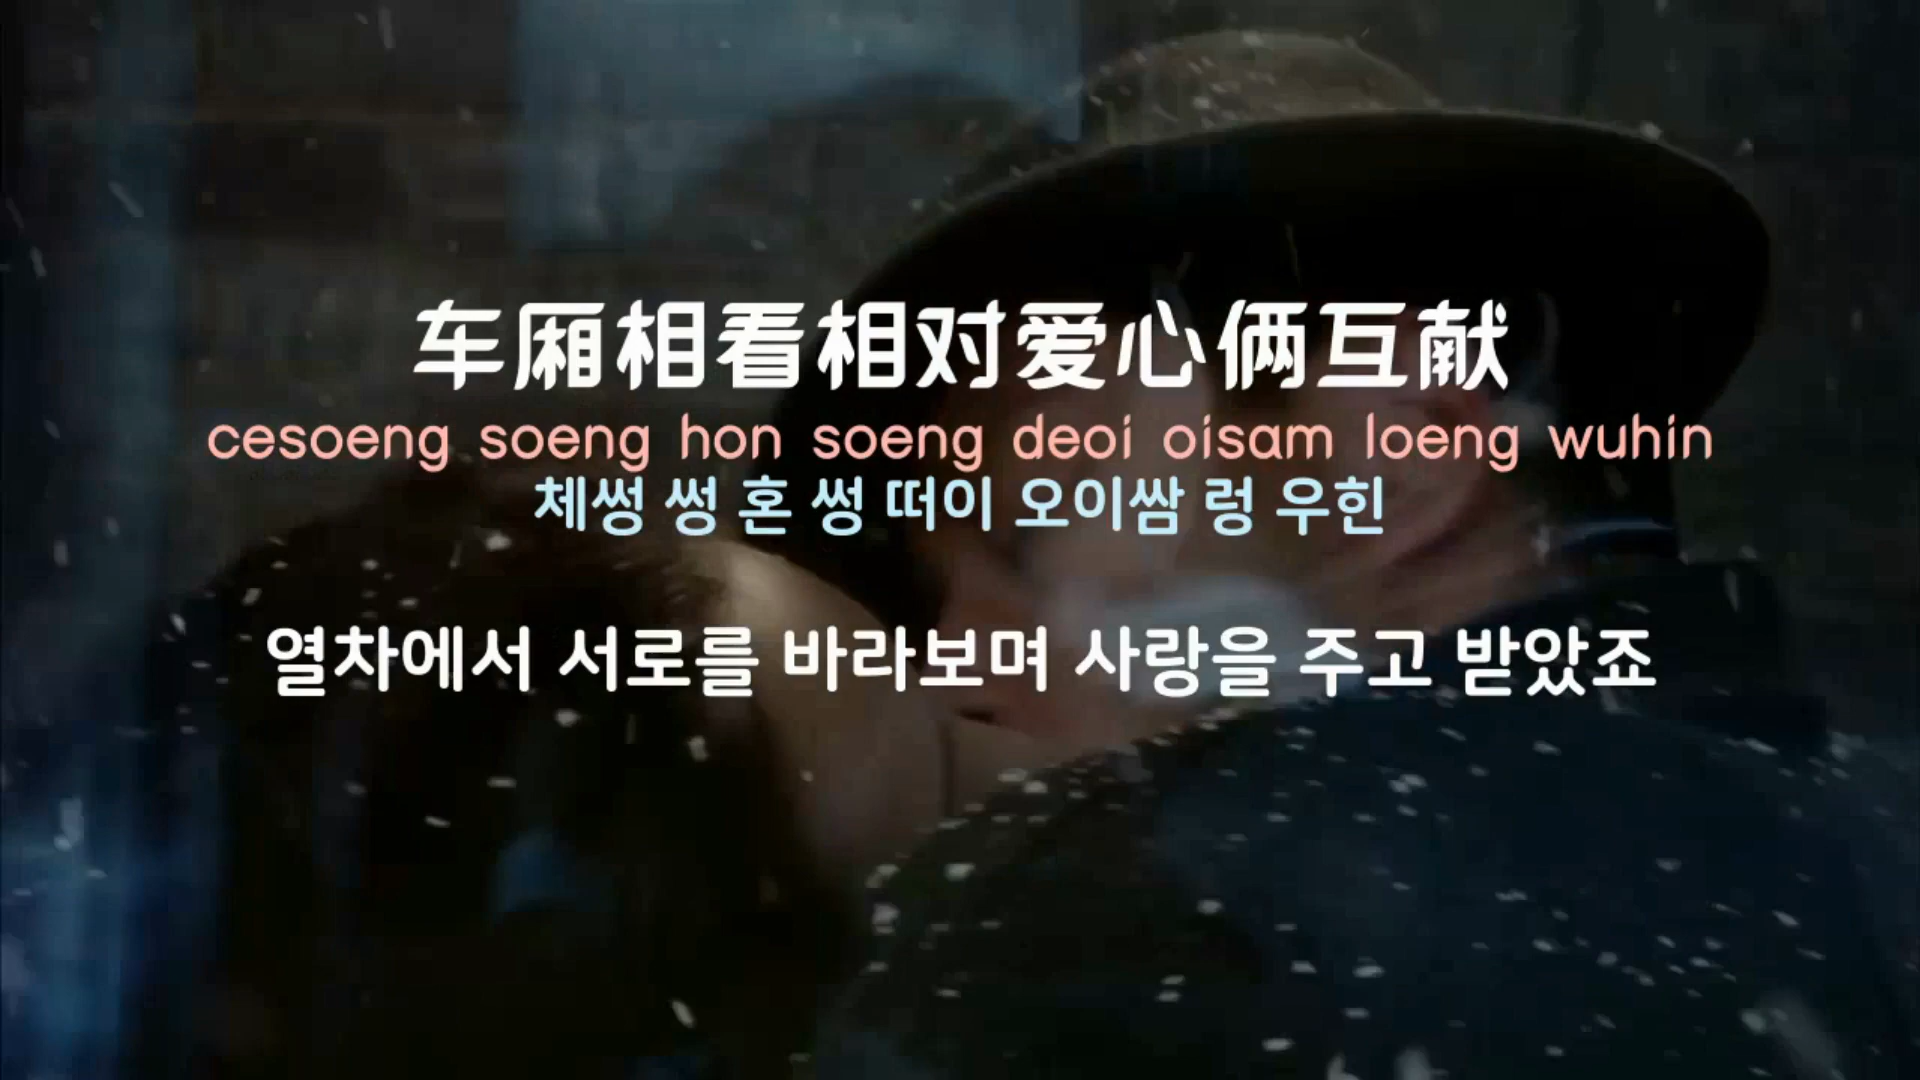 车厢相看相对爱心俩互献
cesoeng soeng hon soeng deoi oisam loeng wuhin
체썽 썽 혼 썽 떠이 오이쌈 렁 우힌
열차에서 서로를 바라보며 사랑을 주고 받았죠